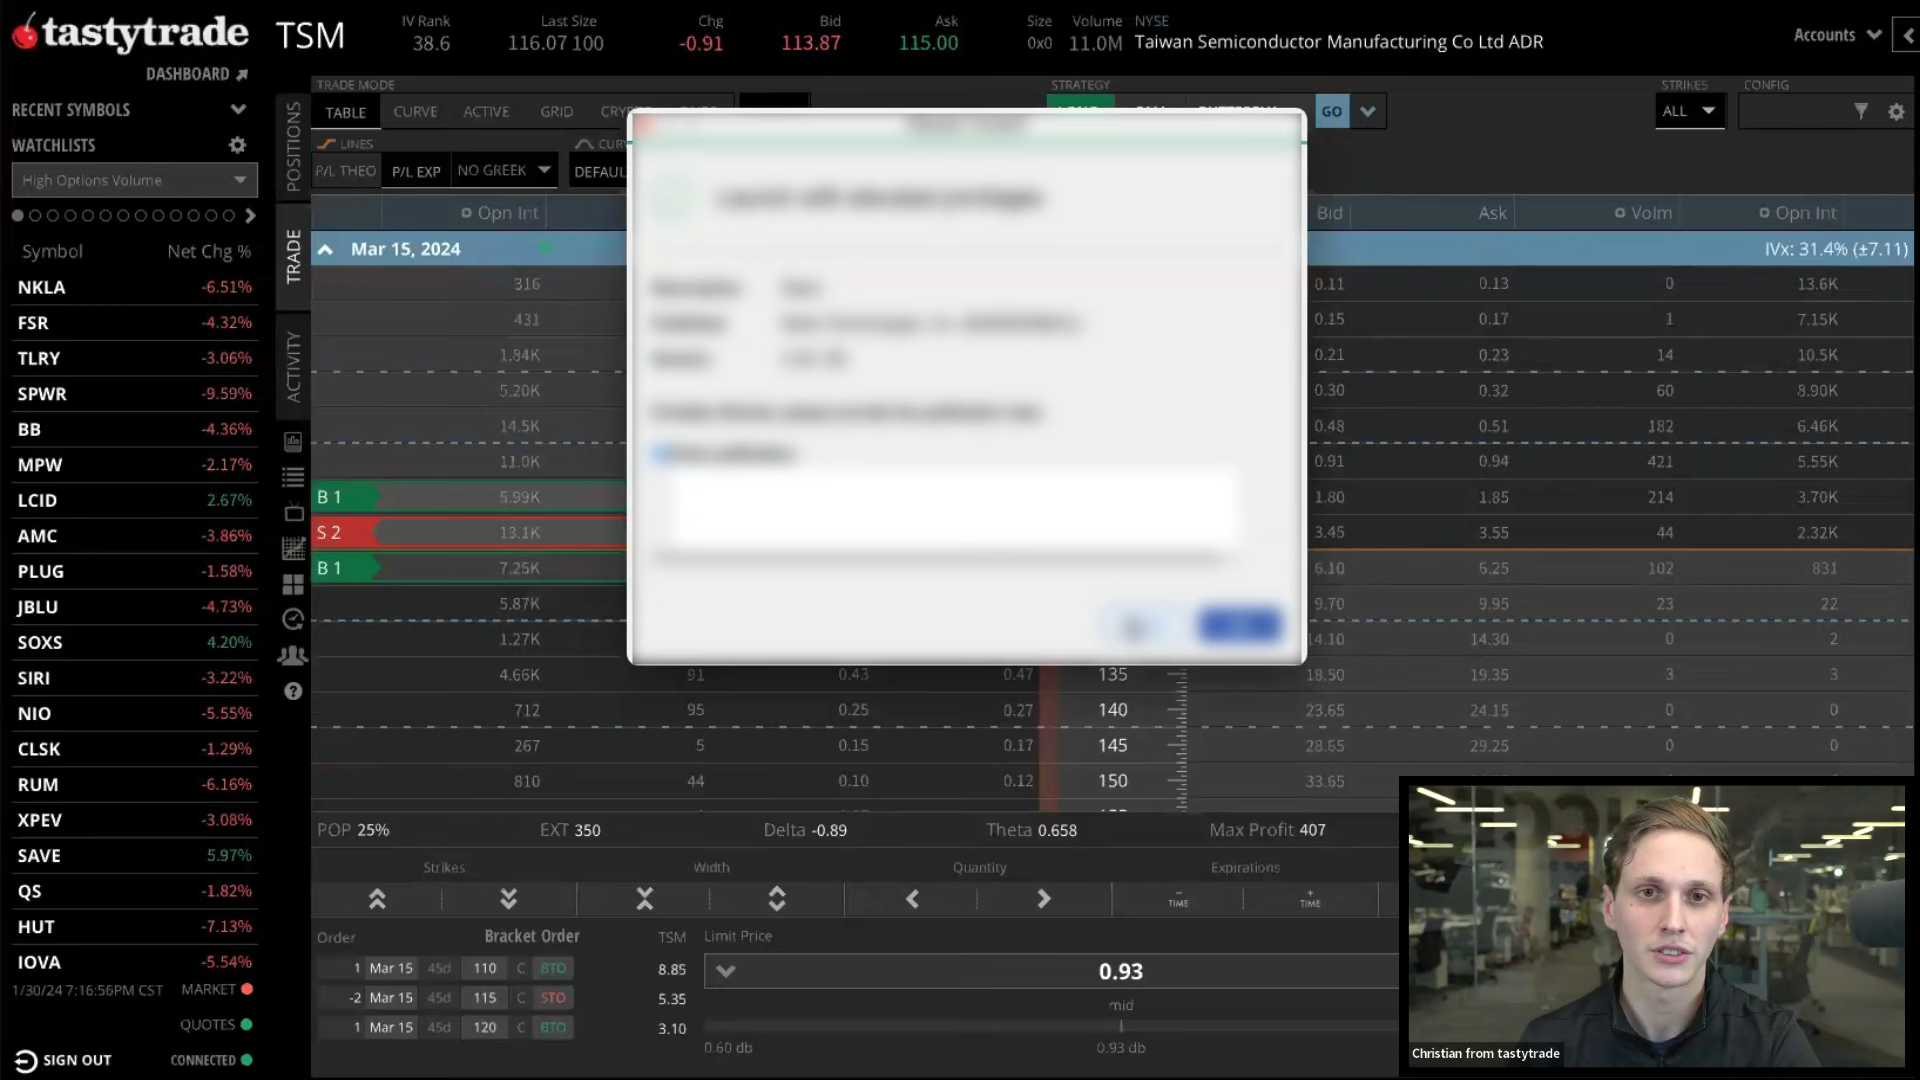 tastytrade
TSM
IV Rank
38.6
Last Size
116.07 100
Chg
-0.91
Bid
113.87
Ask
115.00
Size
0x0
Volume
11.0M
NYSE
Taiwan Semiconductor Manufacturing Co Ltd ADR
Accounts
DASHBOARD
RECENT SYMBOLS
WATCHLISTS
High Options Volume
Symbol Net Chg %
NKLA -6.51%
FSR -4.32%
TLRY -3.06%
SPWR -9.59%
BB -4.36%
MPW -2.17%
LCID 2.67%
AMC -3.86%
PLUG -1.58%
JBLU -4.73%
SOXS 4.20%
SIRI -3.22%
NIO -5.55%
CLSK -1.29%
RUM -6.16%
XPEV -3.08%
SAVE 5.97%
QS -1.82%
HUT -7.13%
IOVA -5.54%
1/30/24 7:16:56PM CST MARKET
QUOTES
SIGN OUT CONNECTED
POSITIONS
TRADE
ACTIVITY
TRADE MODE
TABLE CURVE ACTIVE GRID
STRATEGY
GO
STRIKES
ALL
CONFIG
LINES
P/L THEO P/L EXP NO GREEK
Opn Int
Bid Ask Volm Opn Int
Mar 15, 2024
IVx: 31.4% (±7.11)
316 0.11 0.13 0 13.6K
431 0.15 0.17 1 7.15K
1.84K 0.21 0.23 14 10.5K
5.20K 0.30 0.32 60 8.90K
14.5K 0.48 0.51 182 6.46K
11.0K 0.91 0.94 421 5.55K
B 1 5.99K 1.80 1.85 214 3.70K
S 2 13.1K 3.45 3.55 44 2.32K
B 1 7.25K 6.10 6.25 102 831
5.87K 9.70 9.95 23 22
1.27K 14.10 14.30 0 2
4.66K 91 0.43 0.47 135 18.50 19.35 3 3
712 95 0.25 0.27 140 23.65 24.15 0 0
267 5 0.15 0.17 145 28.65 29.25 0 0
810 44 0.10 0.12 150 33.65
POP 25% EXT 350 Delta -0.89 Theta 0.658 Max Profit 407
Strikes Width Quantity Expirations
- TIME + TIME
Order Bracket Order TSM Limit Price
1 Mar 15 45d 110 C BTO 8.85
-2 Mar 15 45d 115 C STO 5.35
1 Mar 15 45d 120 C BTO 3.10
0.93
mid
0.60 db 0.93 db
Christian from tastytrade